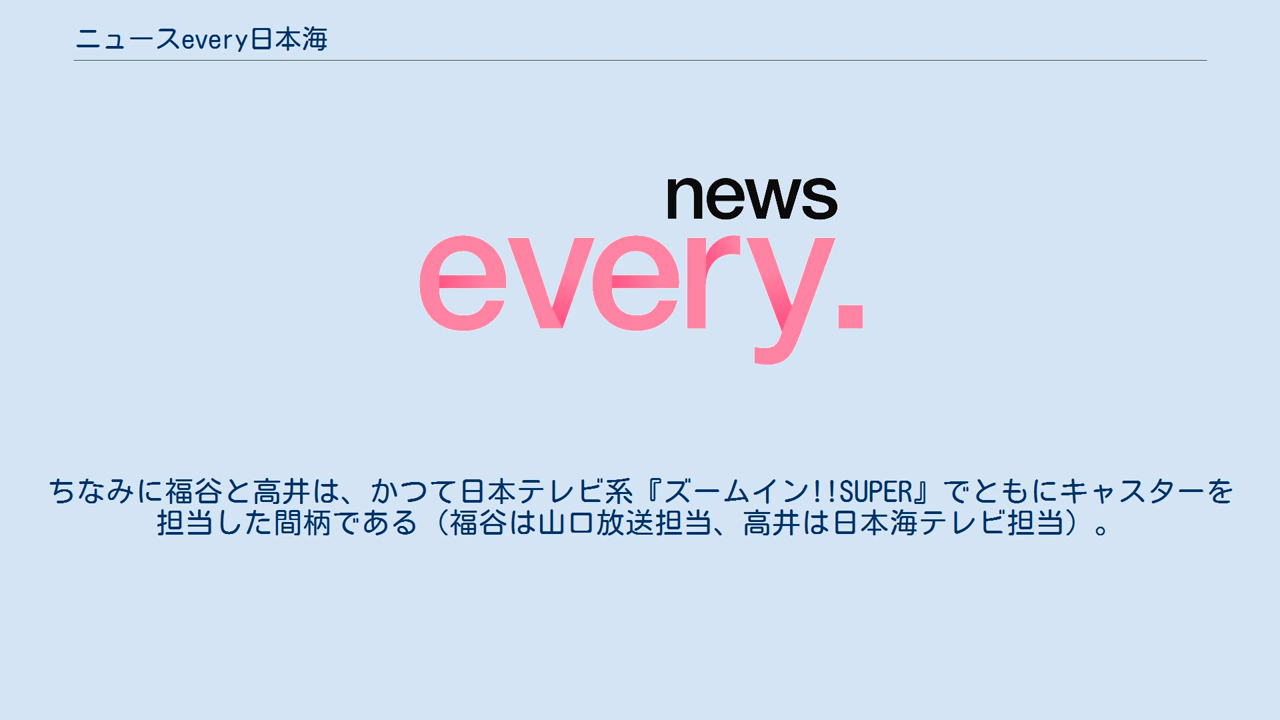 ニュースevery日本海
news
every.
ちなみに福谷と高井は、かつて日本テレビ系『ズームイン!!SUPER』でともにキャスターを
担当した間柄である（福谷は山口放送担当、高井は日本海テレビ担当）。